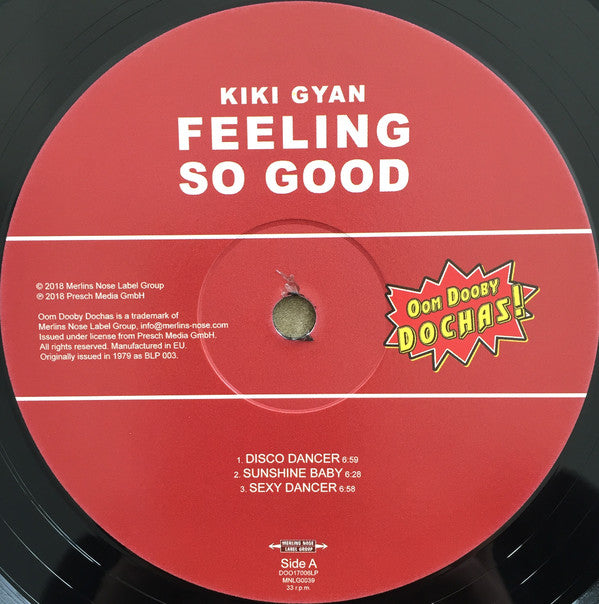 KIKI GYAN
FEELING
SO GOOD
© 2018 Merlins Nose Label Group
℗ 2018 Presch Media GmbH
Oom Dooby Dochas is a trademark of
Merlins Nose Label Group, info@merlins-nose.com
Issued under license from Presch Media GmbH.
All rights reserved. Manufactured in EU.
Originally issued in 1979 as BLP 003.
OOM DOOBY
DOCHAS!
1. DISCO DANCER 6:59
2. SUNSHINE BABY 6:28
3. SEXY DANCER 6:58
MERLINS NOSE
LABEL GROUP
Side A
DOO17006LP
MNLG0039
33 r.p.m.